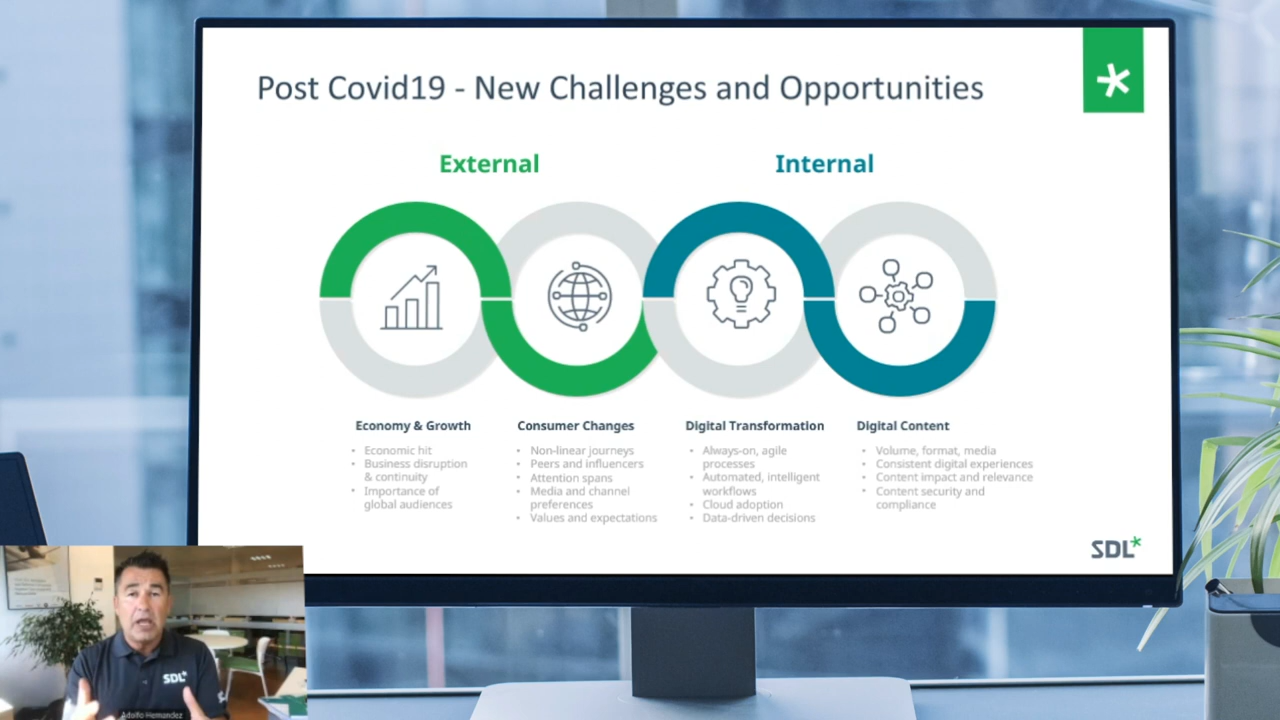 Post Covid19 - New Challenges and Opportunities
External
Internal
Economy & Growth
• Economic hit
• Business disruption
& continuity
• Importance of
global audiences
Consumer Changes
• Non-linear journeys
• Peers and influencers
• Attention spans
• Media and channel
preferences
• Values and expectations
Digital Transformation
• Always-on, agile
processes
• Automated, intelligent
workflows
• Cloud adoption
• Data-driven decisions
Digital Content
• Volume, format, media
• Consistent digital experiences
• Content impact and relevance
• Content security and
compliance
SDL*
SDL*
Adolfo Hernandez